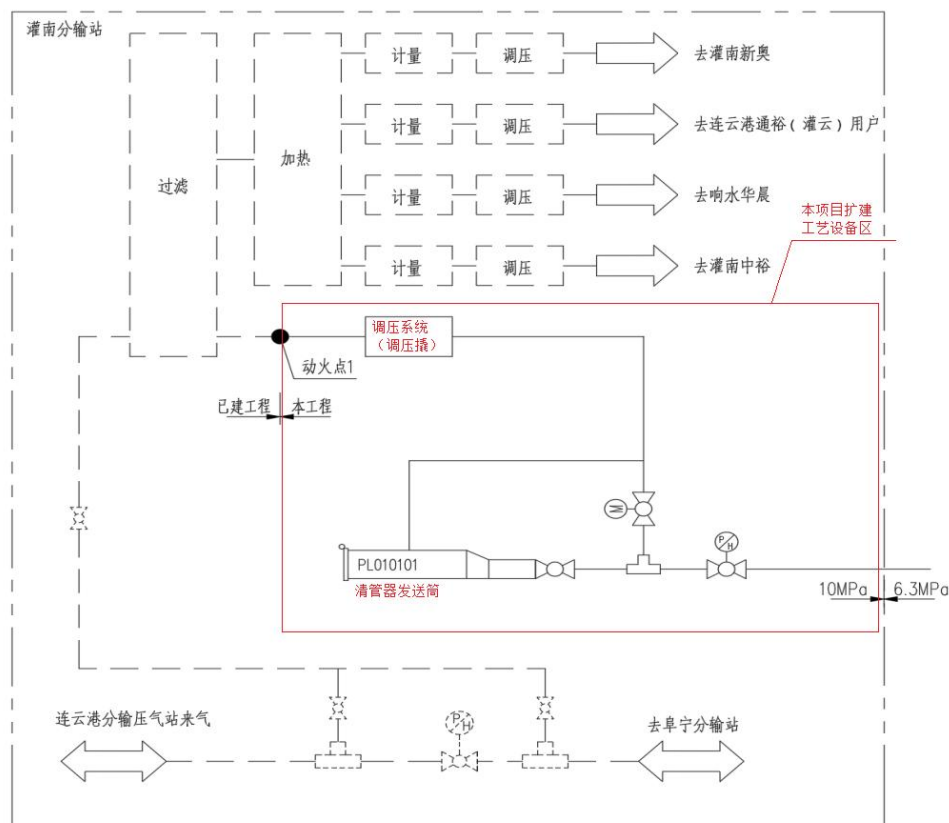 灌南分输站
计量
调压
去灌南新奥
计量
调压
去连云港通裕(灌云)用户
过滤
加热
计量
调压
去响水华晨
本项目扩建
工艺设备区
计量
调压
去灌南中裕
调压系统
(调压撬)
动火点1
已建工程
本工程
M
PL010101
清管器发送筒
P/H
10MPa
6.3MPa
连云港分输压气站来气
P/H
去阜宁分输站